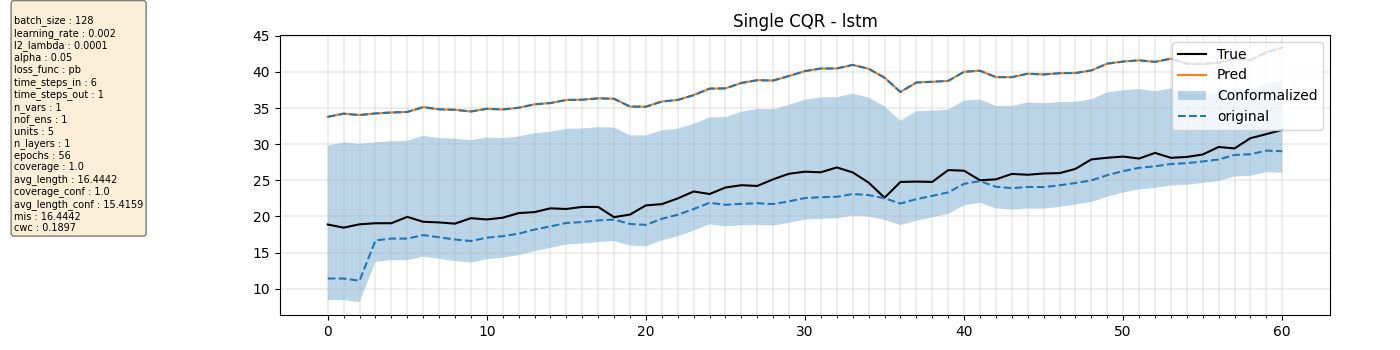 batch_size : 128
learning_rate : 0.002
l2_lambda : 0.0001
alpha : 0.05
loss_func : pb
time_steps_in : 6
time_steps_out : 1
n_vars : 1
nof_ens : 1
units : 5
n_layers : 1
epochs : 56
coverage : 1.0
avg_length : 16.4442
coverage_conf : 1.0
avg_length_conf : 15.4159
mis : 16.4442
cwc : 0.1897
Single CQR - lstm
45
40
35
30
25
20
15
10
True
Pred
Conformalized
original
0 10 20 30 40 50 60